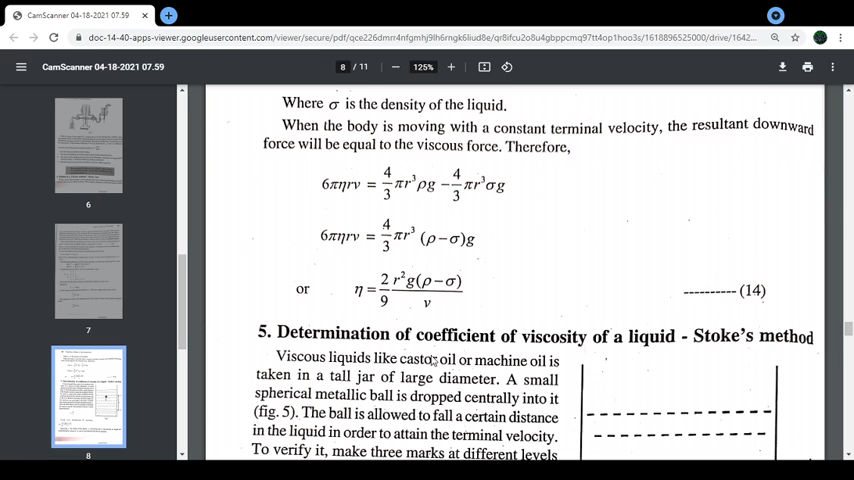 CamScanner 04-18-2021 07.59
doc-14-40-apps-viewer.googleusercontent.com/viewer/secure/pdf/qce226dmrr4nfgmhj9lh6rngk6liud8e/qr8ifcu2o8u4gbppcmq97tt4op1hoo3s/1618896525000/drive/1642...
CamScanner 04-18-2021 07.59
8 / 11
125%
6
7
8
Where σ is the density of the liquid.
When the body is moving with a constant terminal velocity, the resultant downward
force will be equal to the viscous force. Therefore,
6πηrv = 4/3 πr³ρg − 4/3 πr³σg
6πηrv = 4/3 πr³ (ρ−σ)g
or η = 2/9 r²g(ρ−σ)/v ---------- (14)
5. Determination of coefficient of viscosity of a liquid - Stoke's method
Viscous liquids like castor oil or machine oil is
taken in a tall jar of large diameter. A small
spherical metallic ball is dropped centrally into it
(fig. 5). The ball is allowed to fall a certain distance
in the liquid in order to attain the terminal velocity.
To verify it, make three marks at different levels